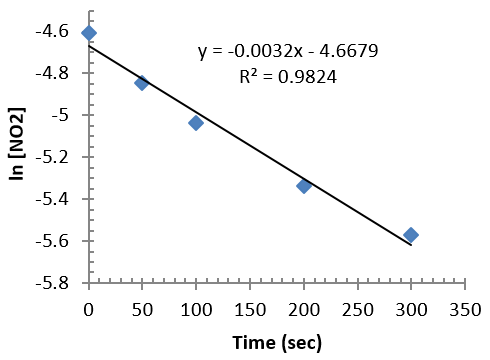 y = -0.0032x - 4.6679
R² = 0.9824
ln [NO2]
-4.6
-4.8
-5
-5.2
-5.4
-5.6
-5.8
0 50 100 150 200 250 300 350
Time (sec)